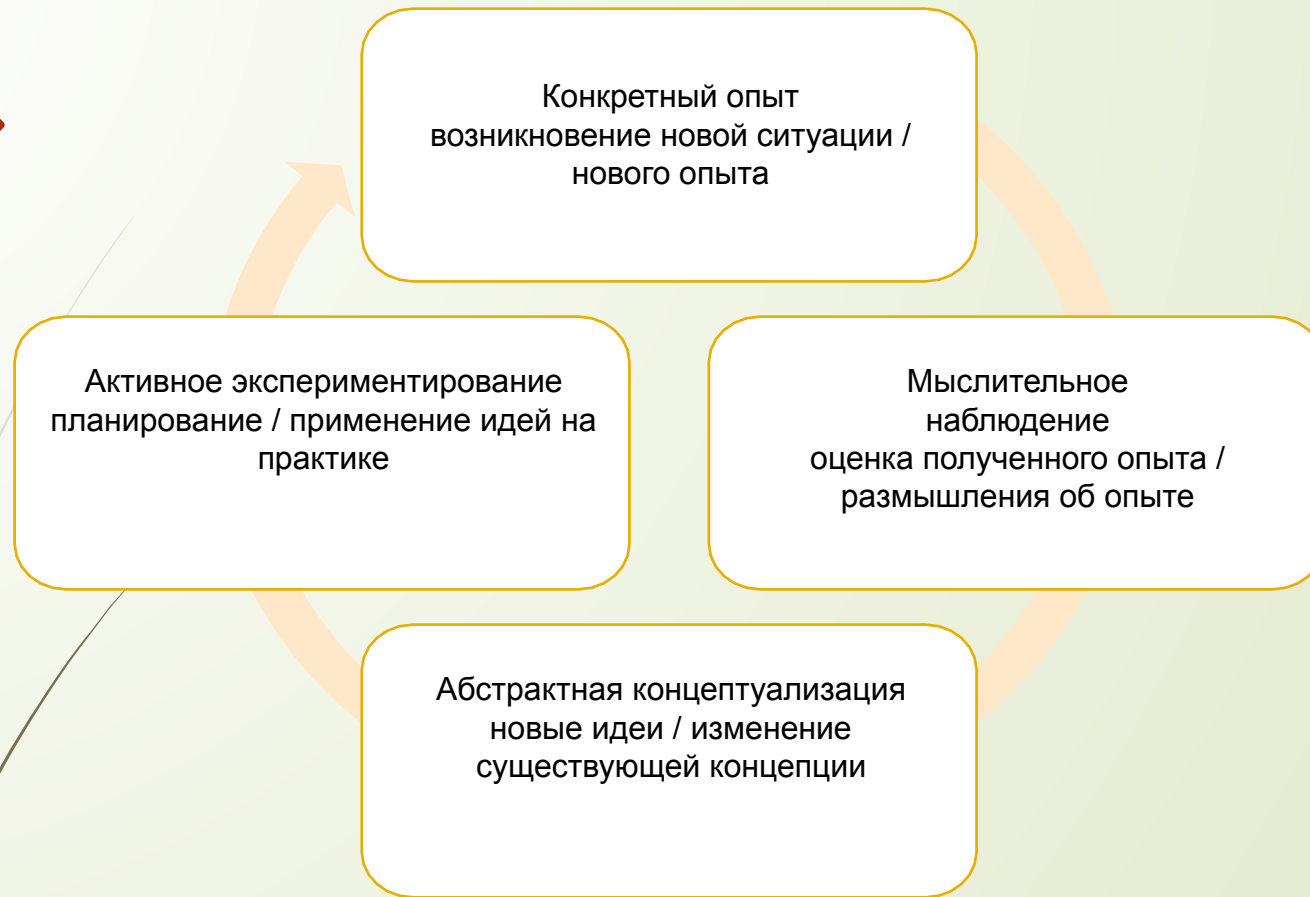 Конкретный опыт
возникновение новой ситуации /
нового опыта
Активное экспериментирование
планирование / применение идей на
практике
Мыслительное
наблюдение
оценка полученного опыта /
размышления об опыте
Абстрактная концептуализация
новые идеи / изменение
существующей концепции